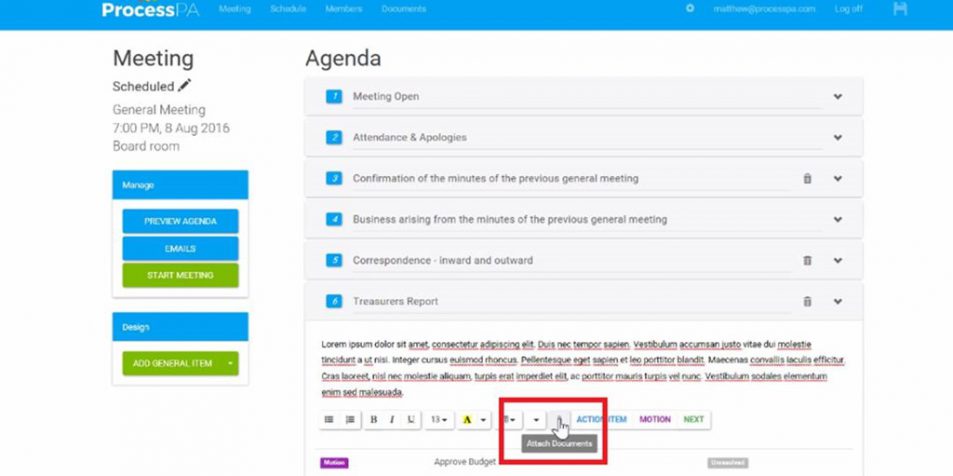 ProcessPA Meeting Schedule Members Documents matthew@processpa.com Log off
Meeting
Scheduled
General Meeting
7:00 PM, 8 Aug 2016
Board room
Manage
PREVIEW AGENDA
EMAILS
START MEETING
Design
ADD GENERAL ITEM
Agenda
1 Meeting Open
2 Attendance & Apologies
3 Confirmation of the minutes of the previous general meeting
4 Business arising from the minutes of the previous general meeting
5 Correspondence - inward and outward
6 Treasurers Report
Lorem ipsum dolor sit amet, consectetur adipiscing elit. Duis nec tempor sapien. Vestibulum accumsan justo vitae dui molestie
tincidunt a ut nisi. Integer cursus euismod rhoncus. Pellentesque eget sapien et leo porttitor blandit. Maecenas convallis iaculis efficitur.
Cras laoreet, nisl nec molestie aliquam, turpis erat imperdiet elit, ac porttitor mauris turpis vel nunc. Vestibulum sodales elementum
enim sed malesuada.
B I U 13 A ACTION ITEM MOTION NEXT
Attach Documents
Motion Approve Budget Unresolved